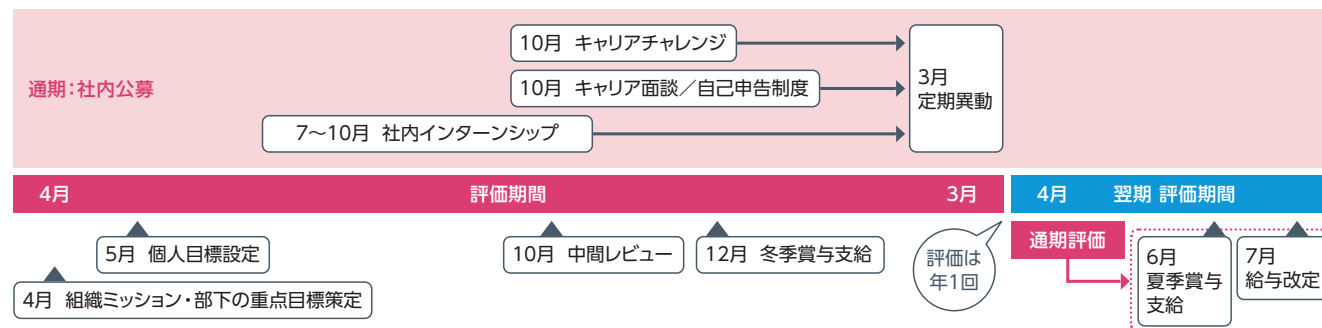 10月 キャリアチャレンジ
通期：社内公募
10月 キャリア面談／自己申告制度
7～10月 社内インターンシップ
3月
定期異動
4月 評価期間 3月
4月 翌期 評価期間
5月 個人目標設定
10月 中間レビュー
12月 冬季賞与支給
4月 組織ミッション・部下の重点目標策定
評価は
年1回
通期評価
6月
夏季賞与
支給
7月
給与改定